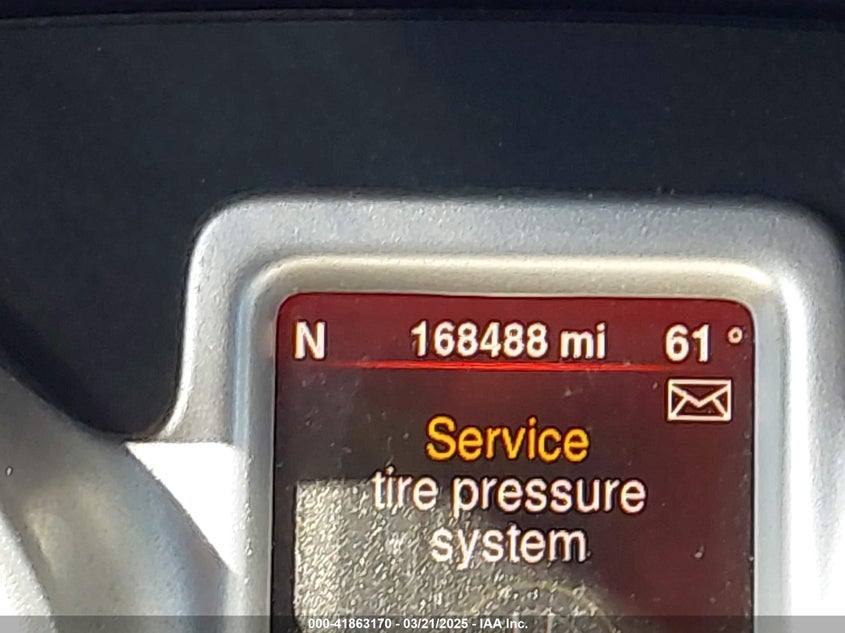 N 168488 mi 61 °
Service
tire pressure
system
000-41863170 - 03/21/2025 - IAA Inc.